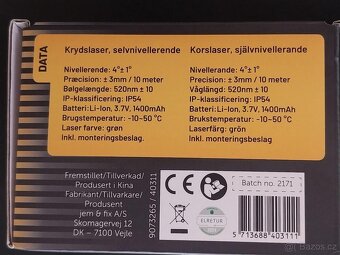 DATA
Krydslaser, selvnivellerende
Nivellerende: 4°± 1°
Præcision: ± 3mm / 10 meter
Bølgelængde: 520nm ± 10
IP-klassificering: IP54
Batteri: Li-Ion, 3.7V, 1400mAh
Brugstemperatur: -10~50 °C
Laser farve: grøn
Inkl. monteringsbeslag
Korslaser, självnivellerande
Nivellerande: 4°± 1°
Precision: ± 3mm / 10 meter
Våglängd: 520nm ± 10
IP-klassificering: IP54
Batteri: Li-Ion, 3.7V, 1400mAh
Brukstemperatur: -10~50 °C
Laserfärg: grön
Inkl. monteringsbeslag.
Fremstillet/Tillverkad/
Produsert i Kina
Fabrikant/Tillverkare/
Produsent
jem & fix A/S
Skomagervej 12
DK – 7100 Vejle
9073265 / 40311
CE
ELRETUR
Batch no. 2171
5 713688 403111 >